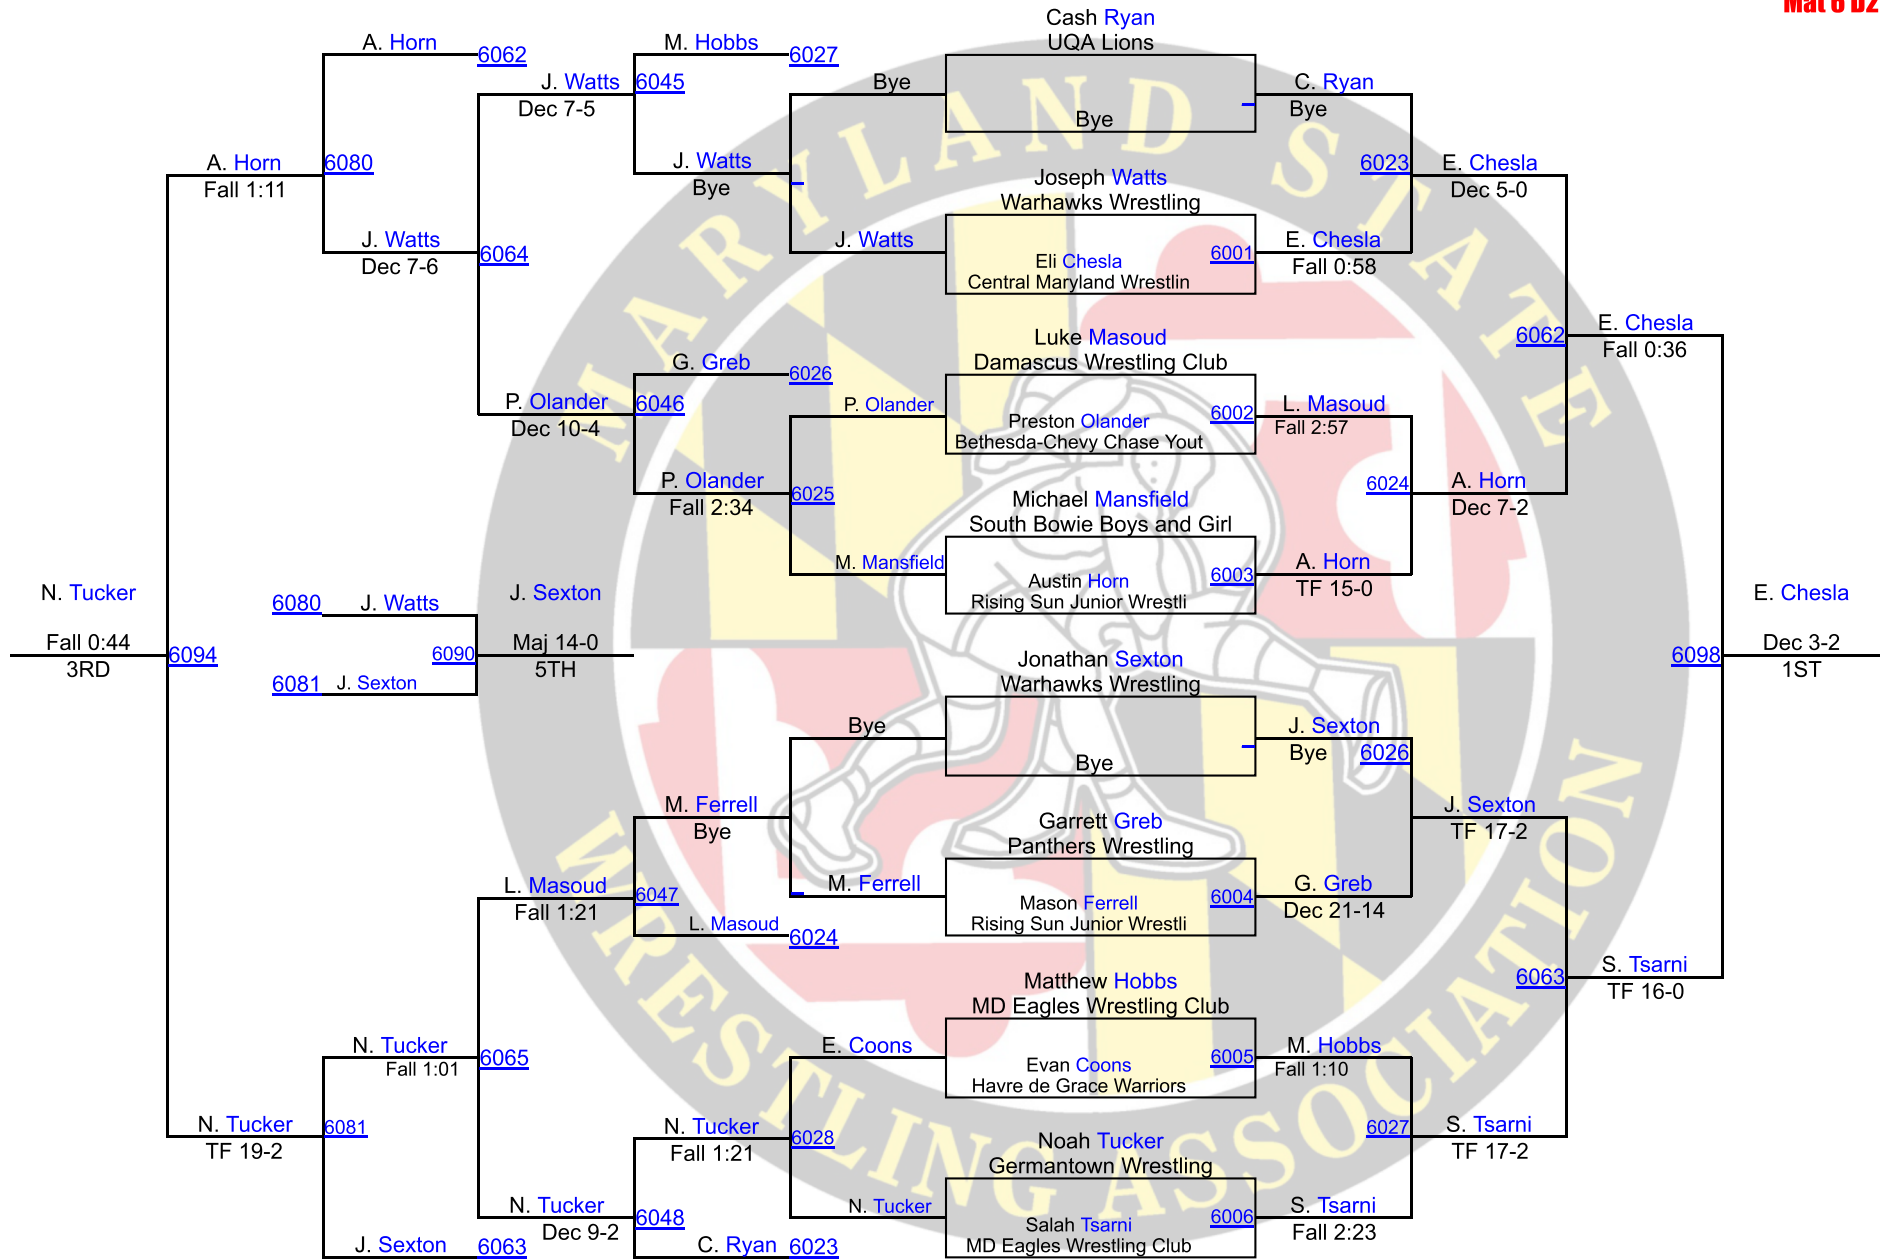 Mat 6 D2
Cash Ryan
UQA Lions
Bye
C. Ryan
Bye
Joseph Watts
Warhawks Wrestling
Eli Chesla
Central Maryland Wrestlin
6001
E. Chesla
Fall 0:58
6023
E. Chesla
Dec 5-0
Luke Masoud
Damascus Wrestling Club
Preston Olander
Bethesda-Chevy Chase Yout
6002
L. Masoud
Fall 2:57
Michael Mansfield
South Bowie Boys and Girl
Austin Horn
Rising Sun Junior Wrestli
6003
A. Horn
TF 15-0
6024
A. Horn
Dec 7-2
6062
E. Chesla
Fall 0:36
Jonathan Sexton
Warhawks Wrestling
Bye
J. Sexton
Bye
6026
Garrett Greb
Panthers Wrestling
Mason Ferrell
Rising Sun Junior Wrestli
6004
G. Greb
Dec 21-14
J. Sexton
TF 17-2
Matthew Hobbs
MD Eagles Wrestling Club
Evan Coons
Havre de Grace Warriors
6005
M. Hobbs
Fall 1:10
Noah Tucker
Germantown Wrestling
Salah Tsarni
MD Eagles Wrestling Club
6006
S. Tsarni
Fall 2:23
6027
S. Tsarni
TF 17-2
6063
S. Tsarni
TF 16-0
6098
E. Chesla
Dec 3-2
1ST
Bye
J. Watts
J. Watts
Bye
M. Hobbs
6027
6045
J. Watts
Dec 7-5
P. Olander
M. Mansfield
6025
P. Olander
Fall 2:34
G. Greb
6026
6046
P. Olander
Dec 10-4
6064
J. Watts
Dec 7-6
A. Horn
6062
6080
A. Horn
Fall 1:11
Bye
M. Ferrell
M. Ferrell
Bye
L. Masoud
6024
6047
L. Masoud
Fall 1:21
E. Coons
N. Tucker
6028
N. Tucker
Fall 1:21
C. Ryan
6023
6048
N. Tucker
Dec 9-2
6065
N. Tucker
Fall 1:01
J. Sexton
6063
6081
N. Tucker
TF 19-2
6094
N. Tucker
Fall 0:44
3RD
6080
J. Watts
6081
J. Sexton
6090
J. Sexton
Maj 14-0
5TH
MARYLAND STATE
WRESTLING ASSOCIATION